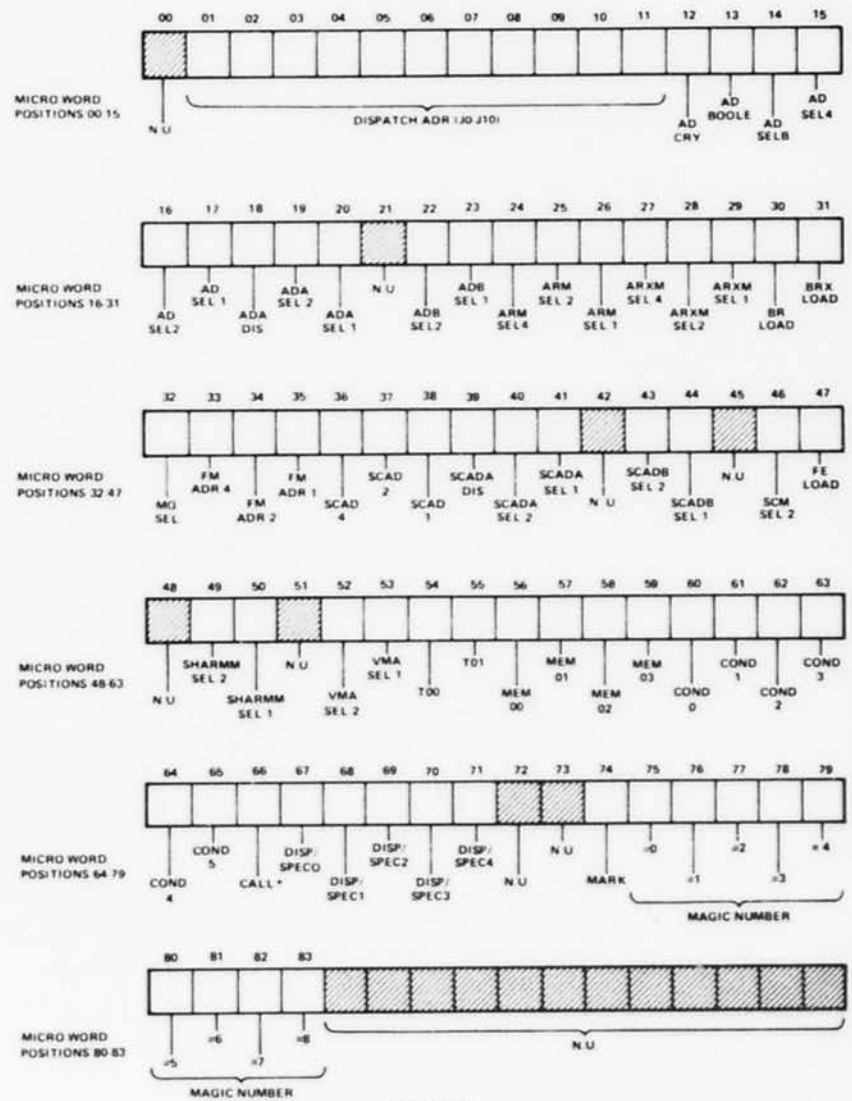 00 01 02 03 04 05 06 07 08 09 10 11 12 13 14 15
MICRO WORD
POSITIONS 00-15
N U
DISPATCH ADR (J0-J10)
AD CRY
AD BOOLE
AD SELB
AD SEL4
16 17 18 19 20 21 22 23 24 25 26 27 28 29 30 31
MICRO WORD
POSITIONS 16-31
AD SEL2
AD SEL 1
ADA DIS
ADA SEL 2
ADA SEL 1
N U
ADB SEL2
ADB SEL 1
ARM SEL4
ARM SEL 2
ARM SEL 1
ARXM SEL 4
ARXM SEL2
ARXM SEL 1
BR LOAD
BRX LOAD
32 33 34 35 36 37 38 39 40 41 42 43 44 45 46 47
MICRO WORD
POSITIONS 32-47
MQ SEL
FM ADR 4
FM ADR 2
FM ADR 1
SCAD 4
SCAD 2
SCAD 1
SCADA DIS
SCADA SEL 2
SCADA SEL 1
N U
SCADB SEL 2
SCADB SEL 1
N U
SCM SEL 2
FE LOAD
48 49 50 51 52 53 54 55 56 57 58 59 60 61 62 63
MICRO WORD
POSITIONS 48-63
N U
SHARMM SEL 2
SHARMM SEL 1
N U
VMA SEL 2
VMA SEL 1
T00
T01
MEM 00
MEM 01
MEM 02
MEM 03
COND 0
COND 1
COND 2
COND 3
64 65 66 67 68 69 70 71 72 73 74 75 76 77 78 79
MICRO WORD
POSITIONS 64-79
COND 4
COND 5
CALL *
DISP/ SPEC0
DISP/ SPEC1
DISP/ SPEC2
DISP/ SPEC3
DISP/ SPEC4
N U
N U
MARK
#0
#1
#2
#3
#4
MAGIC NUMBER
80 81 82 83
MICRO WORD
POSITIONS 80-83
#5
#6
#7
#8
MAGIC NUMBER
N U